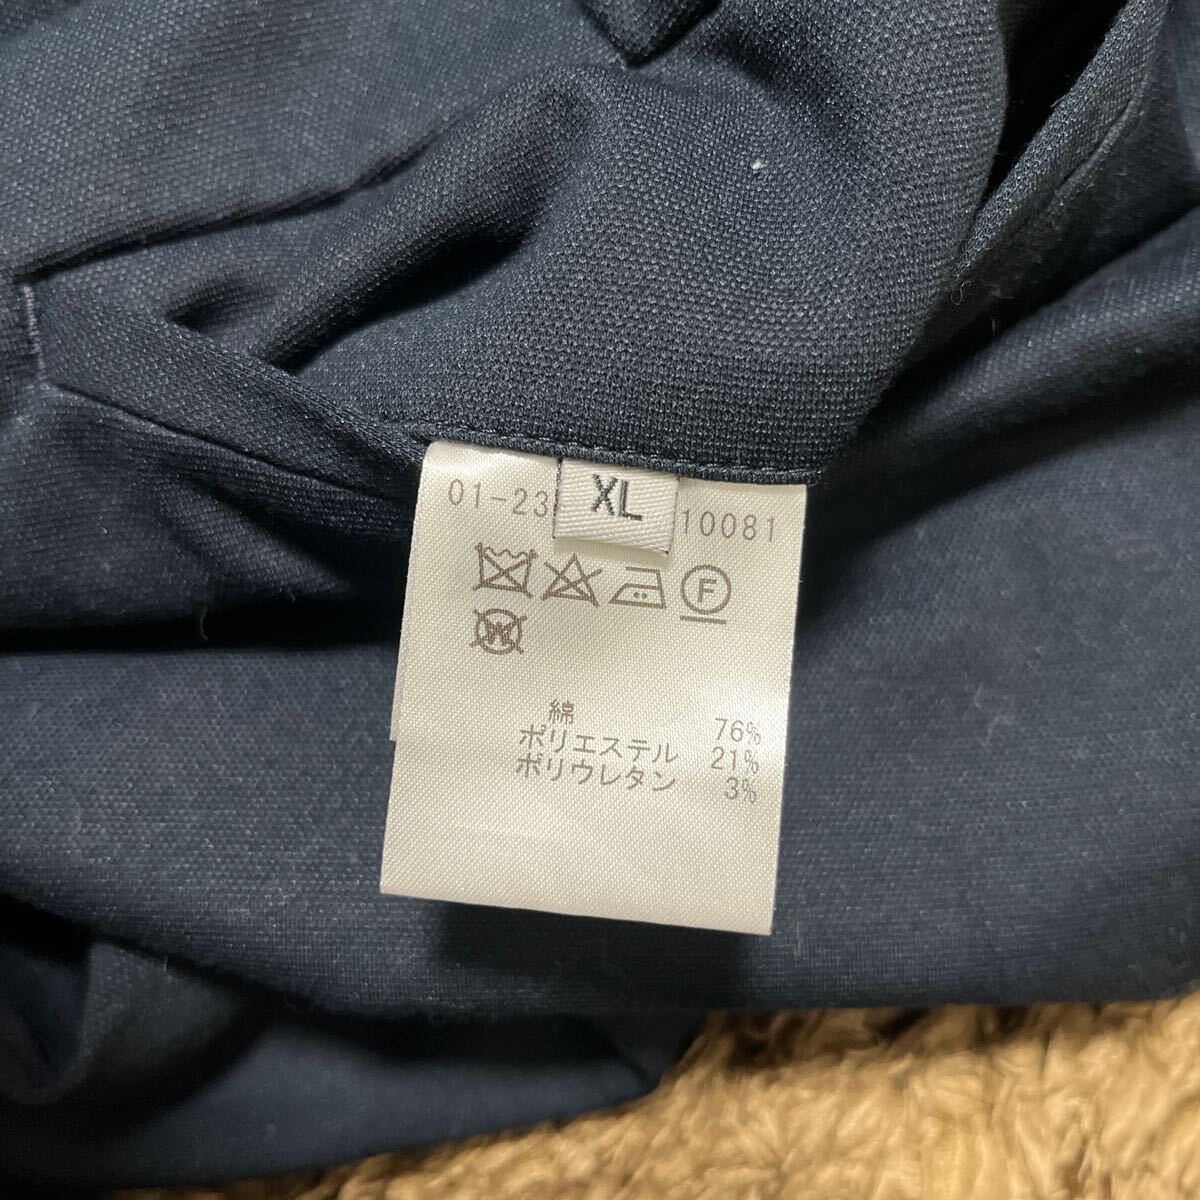 01-23 XL 10081
F
W
綿 76%
ポリエステル 21%
ポリウレタン 3%